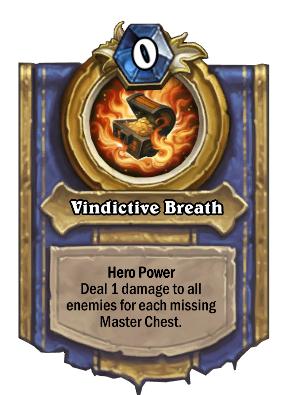 0
Vindictive Breath
Hero Power
Deal 1 damage to all
enemies for each missing
Master Chest.